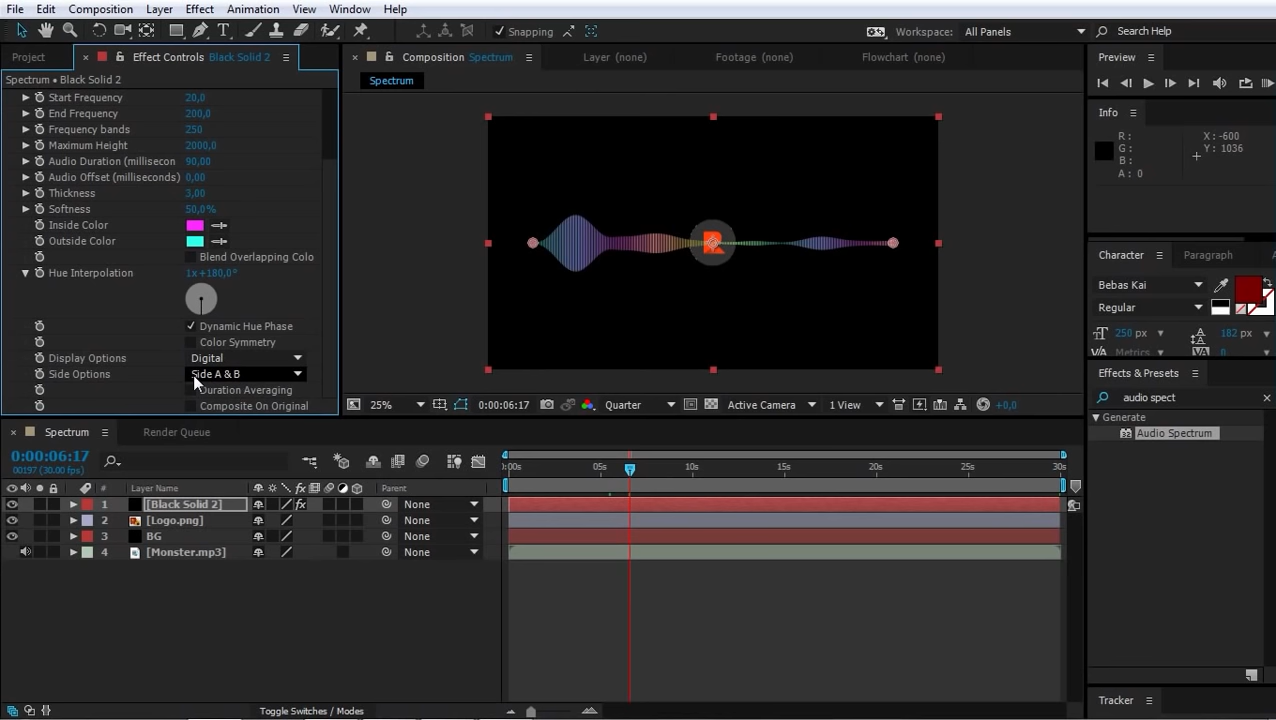 File Edit Composition Layer Effect Animation View Window Help
Snapping Workspace: All Panels Search Help
Project Effect Controls Black Solid 2 Composition Spectrum Layer (none) Footage (none) Flowchart (none) Preview
Spectrum • Black Solid 2 Spectrum
Start Frequency 20,0
End Frequency 200,0 Info
Frequency bands 250 R : X : -600
Maximum Height 2000,0 G : Y : 1036
Audio Duration (millisecon 90,00 B :
Audio Offset (milliseconds) 0,00 A : 0
Thickness 3,00
Softness 50,0%
Inside Color
Outside Color
Blend Overlapping Colo Character Paragraph
Hue Interpolation 1x+180,0°
Bebas Kai
Regular
Dynamic Hue Phase
250 px 182 px
Color Symmetry
Metrics
Display Options Digital
Side Options Side A & B Effects & Presets
Duration Averaging
audio spect
Composite On Original 25% 0:00:06:17 Quarter Active Camera 1 View +0,0
Generate
Spectrum Render Queue Audio Spectrum
0:00:06:17
00197 (30.00 fps) :00s 05s 10s 15s 20s 25s 30s
# Layer Name Parent
1 [Black Solid 2] fx None
2 [Logo.png] None
3 BG None
4 [Monster.mp3] None
Toggle Switches / Modes
Tracker